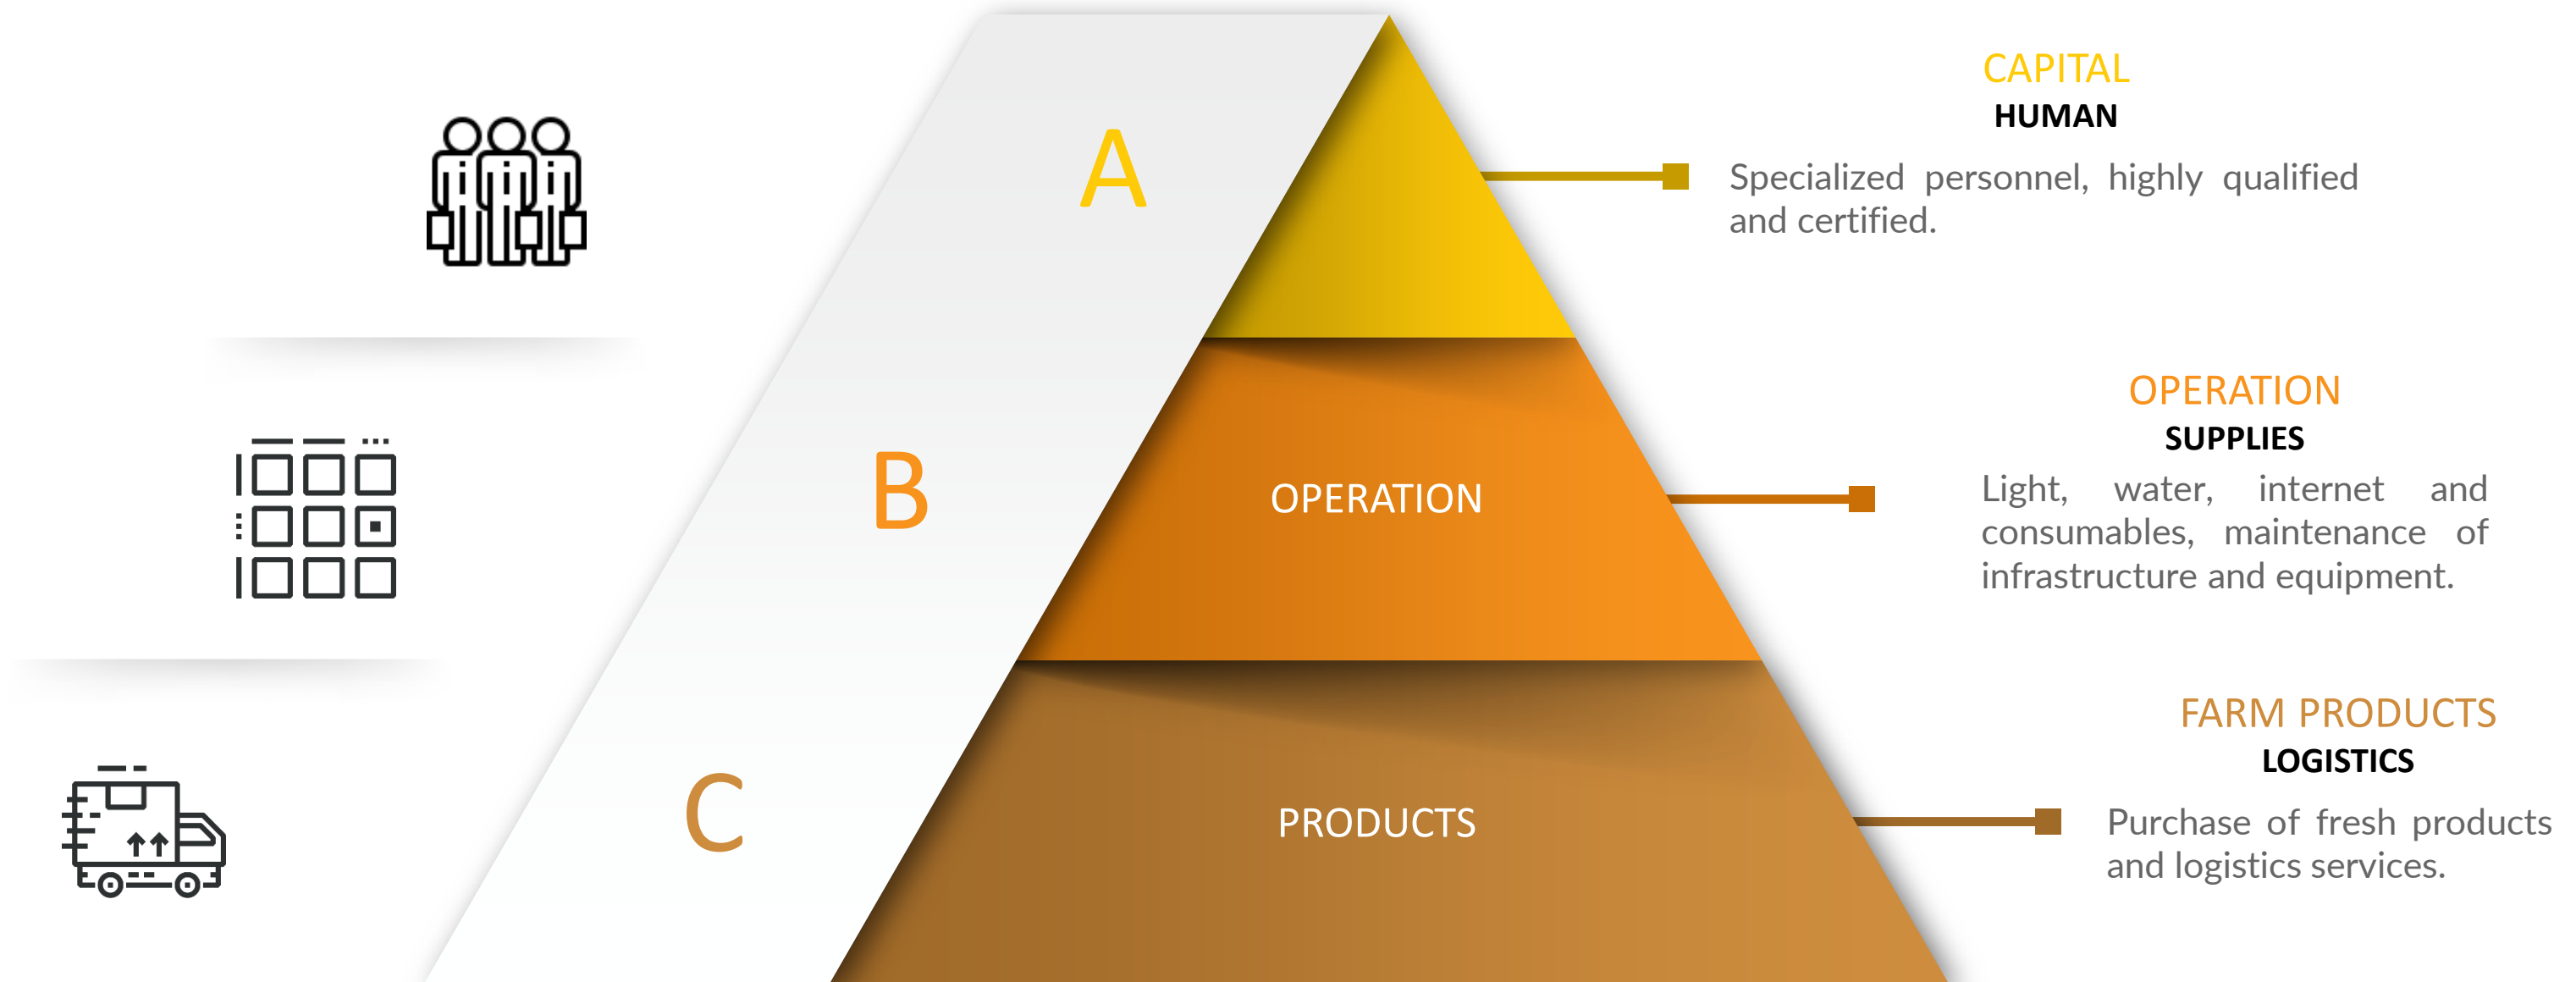 A
CAPITAL
HUMAN
Specialized personnel, highly qualified
and certified.
B
OPERATION
OPERATION
SUPPLIES
Light, water, internet and
consumables, maintenance of
infrastructure and equipment.
C
PRODUCTS
FARM PRODUCTS
LOGISTICS
Purchase of fresh products
and logistics services.